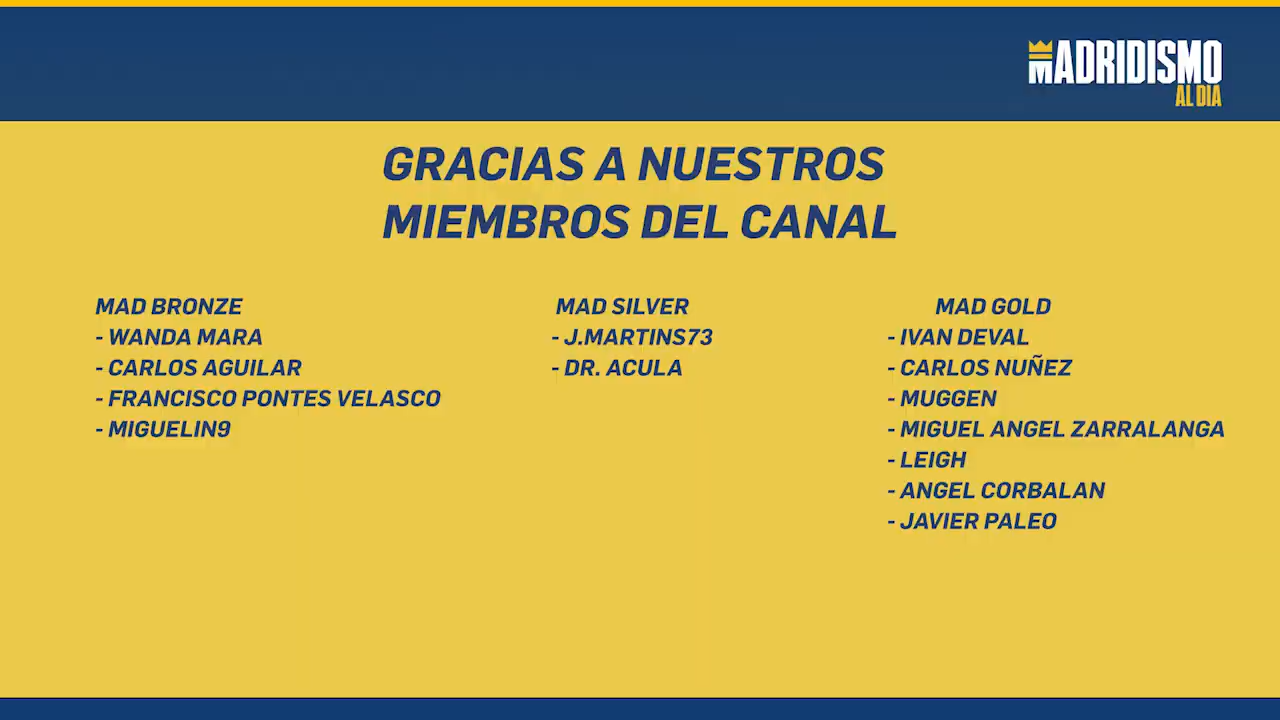 MADRIDISMO
AL DIA
GRACIAS A NUESTROS
MIEMBROS DEL CANAL
MAD BRONZE
- WANDA MARA
- CARLOS AGUILAR
- FRANCISCO PONTES VELASCO
- MIGUELIN9
MAD SILVER
- J.MARTINS73
- DR. ACULA
MAD GOLD
- IVAN DEVAL
- CARLOS NUÑEZ
- MUGGEN
- MIGUEL ANGEL ZARRALANGA
- LEIGH
- ANGEL CORBALAN
- JAVIER PALEO